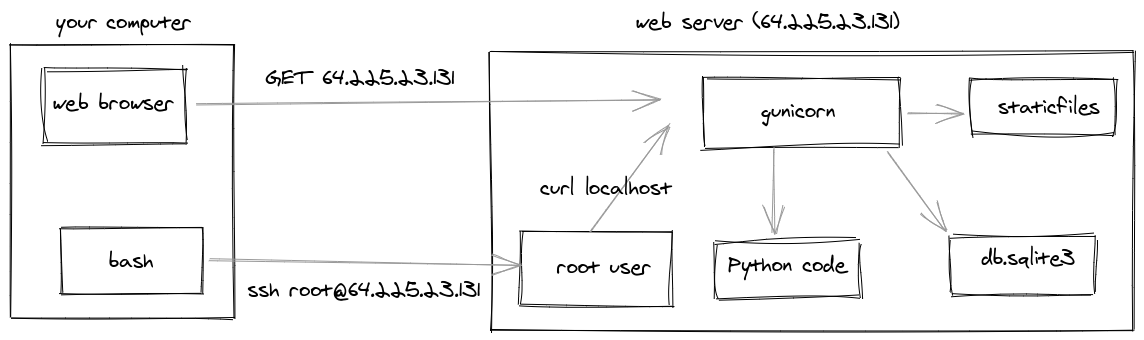 your computer
web server (64.225.23.131)
web browser
GET 64.225.23.131
gunicorn
staticfiles
curl localhost
bash
ssh root@64.225.23.131
root user
Python code
db.sqlite3